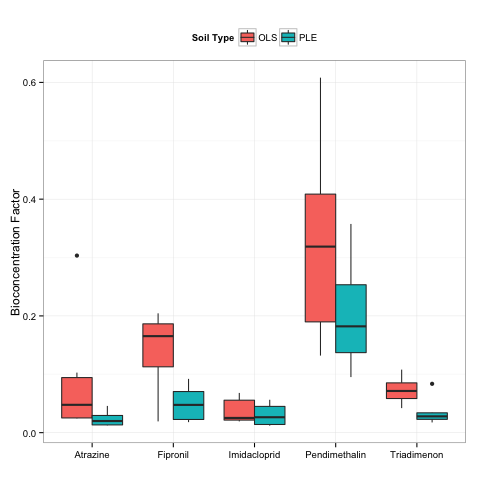 Soil Type OLS PLE
Bioconcentration Factor
0.6
0.4
0.2
0.0
Atrazine Fipronil Imidacloprid Pendimethalin Triadimenon